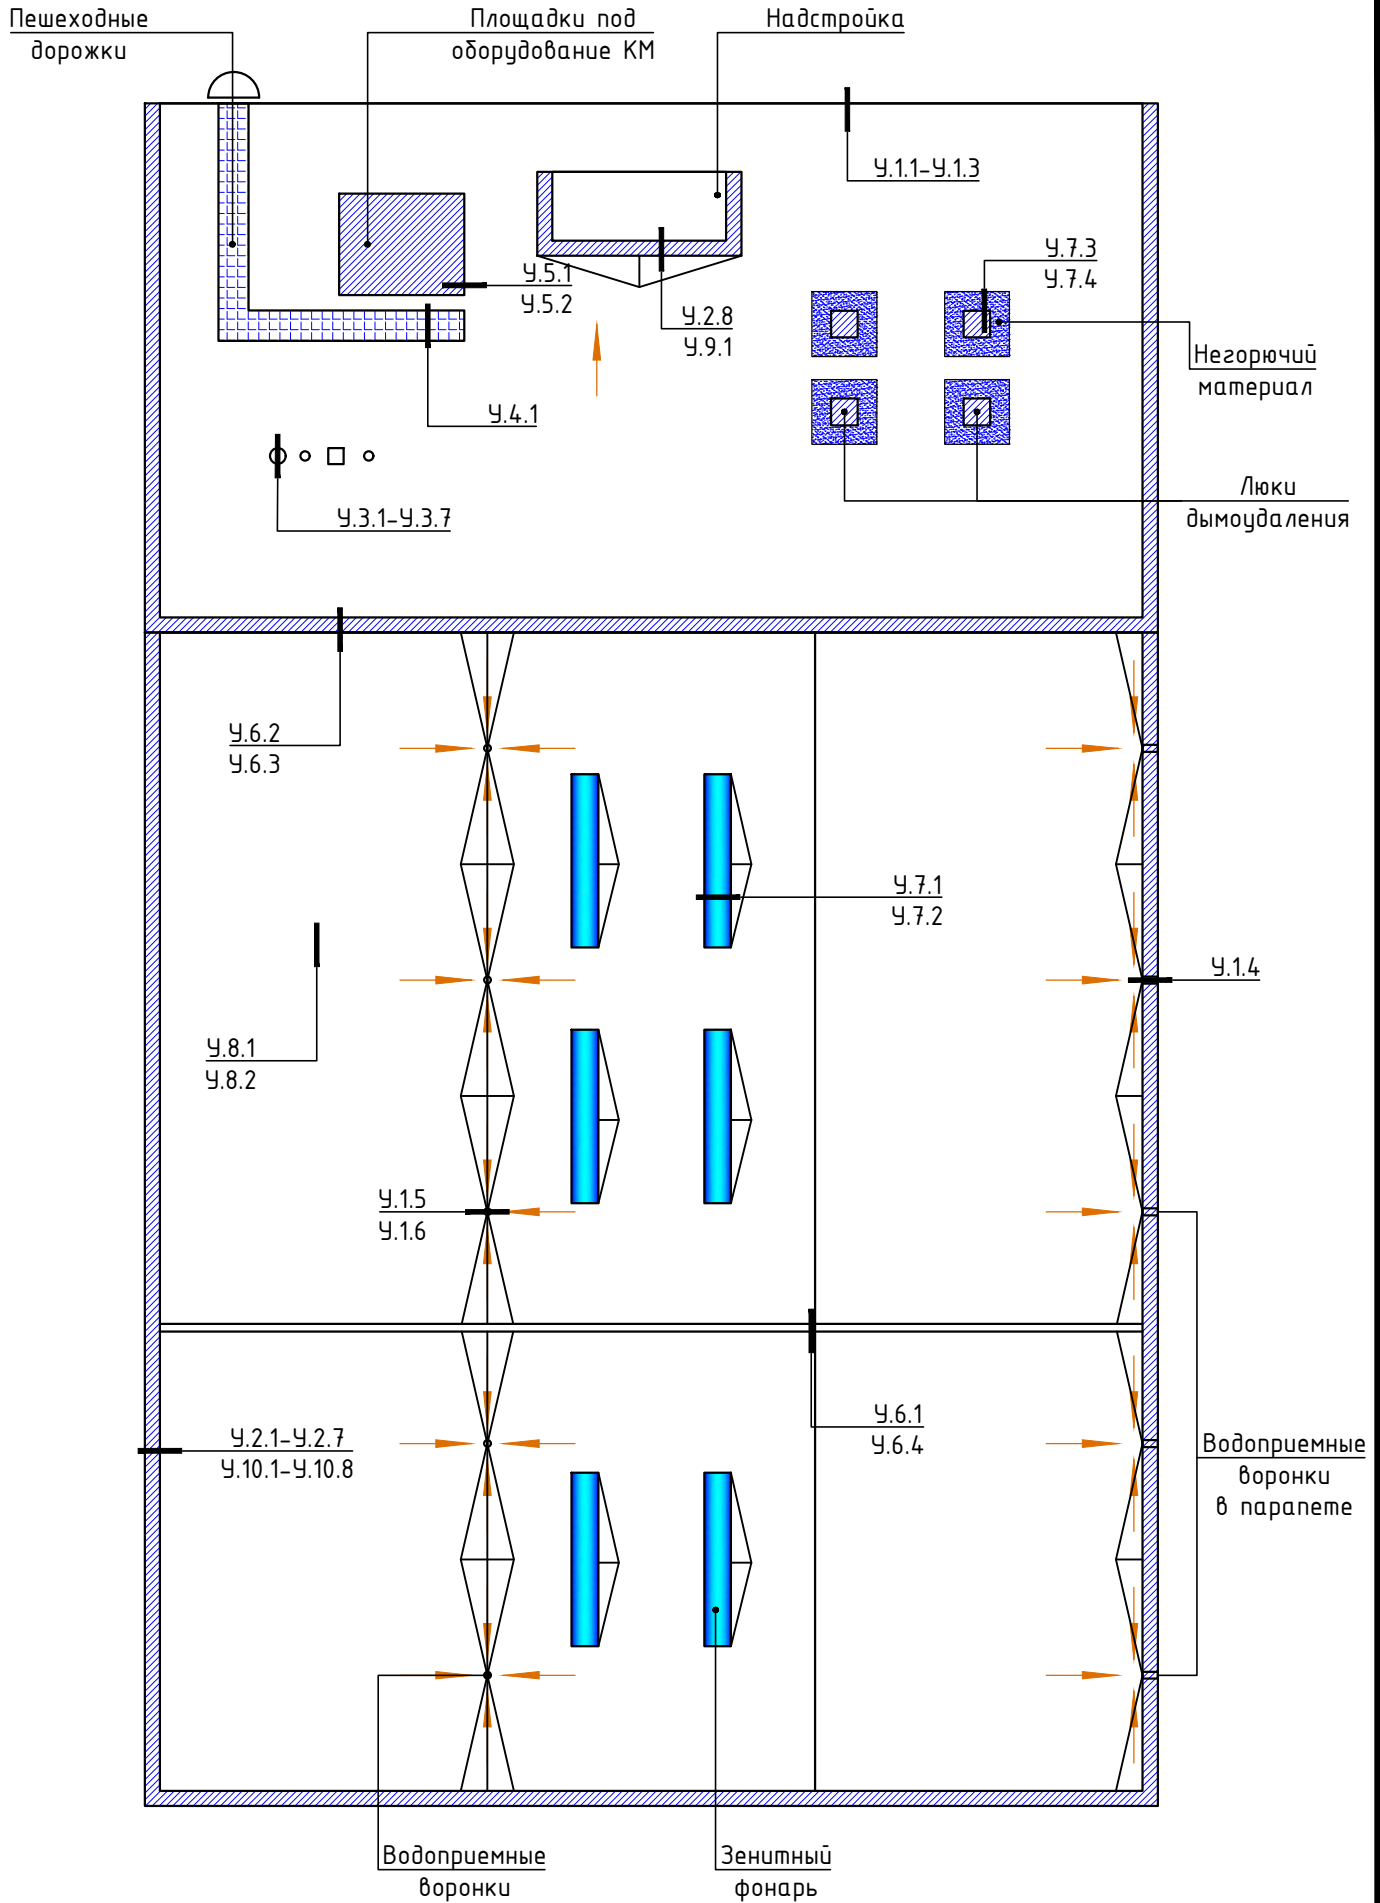 Пешеходные
дорожки
Площадки под
оборудование КМ
Надстройка
У.1.1-У.1.3
У.5.1
У.5.2
У.2.8
У.9.1
У.7.3
У.7.4
Негорючий
материал
У.4.1
У.3.1-У.3.7
Люки
дымоудаления
У.6.2
У.6.3
У.7.1
У.7.2
У.1.4
У.8.1
У.8.2
У.1.5
У.1.6
У.6.1
У.6.4
У.2.1-У.2.7
У.10.1-У.10.8
Водоприемные
воронки
в парапете
Водоприемные
воронки
Зенитный
фонарь